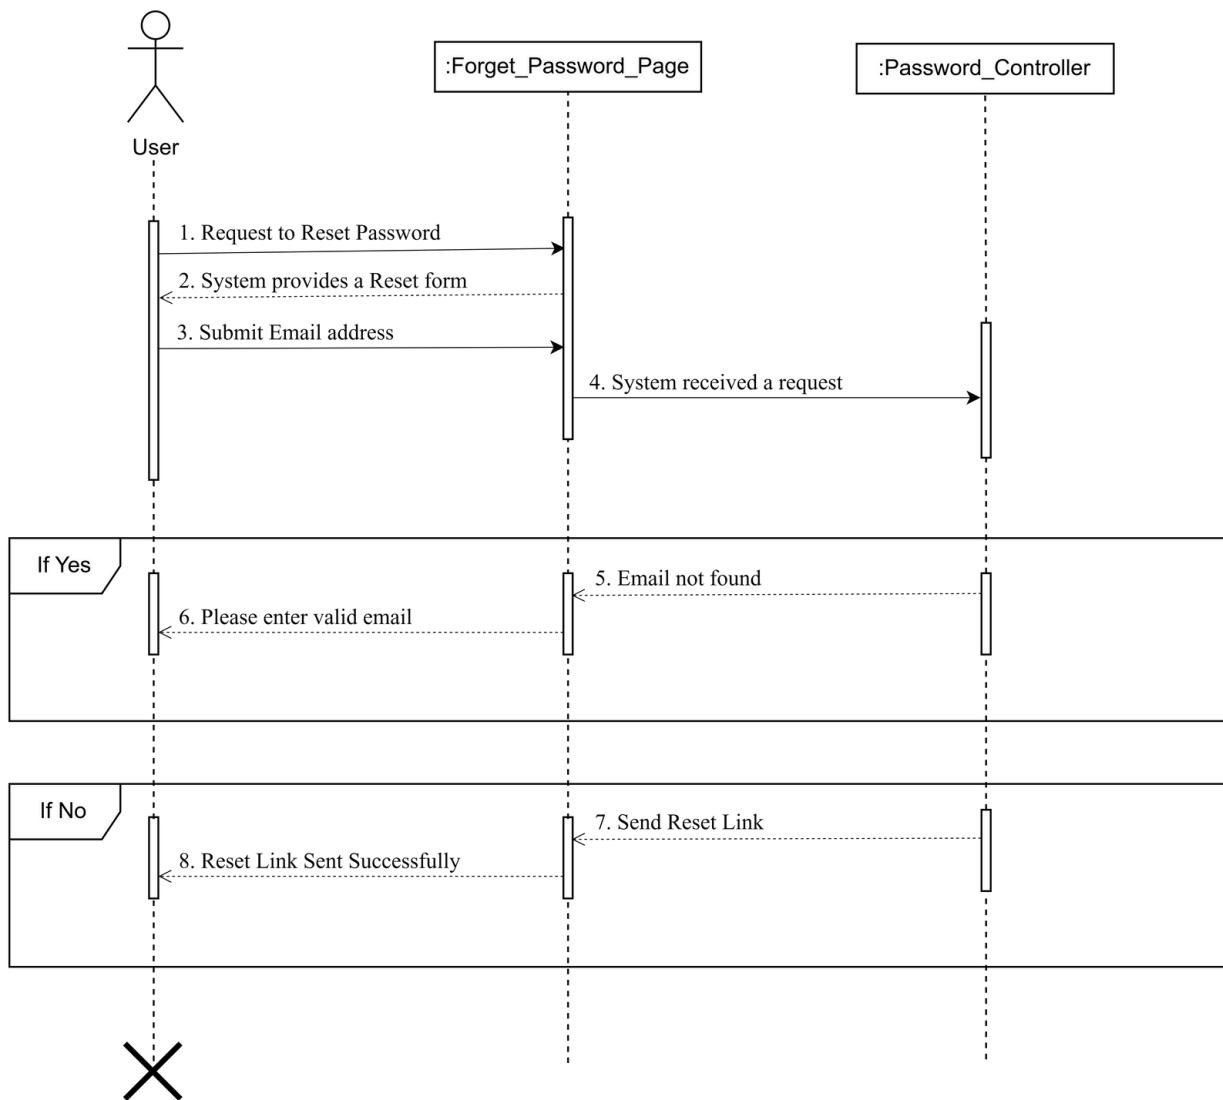 :Forget_Password_Page
:Password_Controller
User
1. Request to Reset Password
2. System provides a Reset form
3. Submit Email address
4. System received a request
If Yes
5. Email not found
6. Please enter valid email
If No
7. Send Reset Link
8. Reset Link Sent Successfully